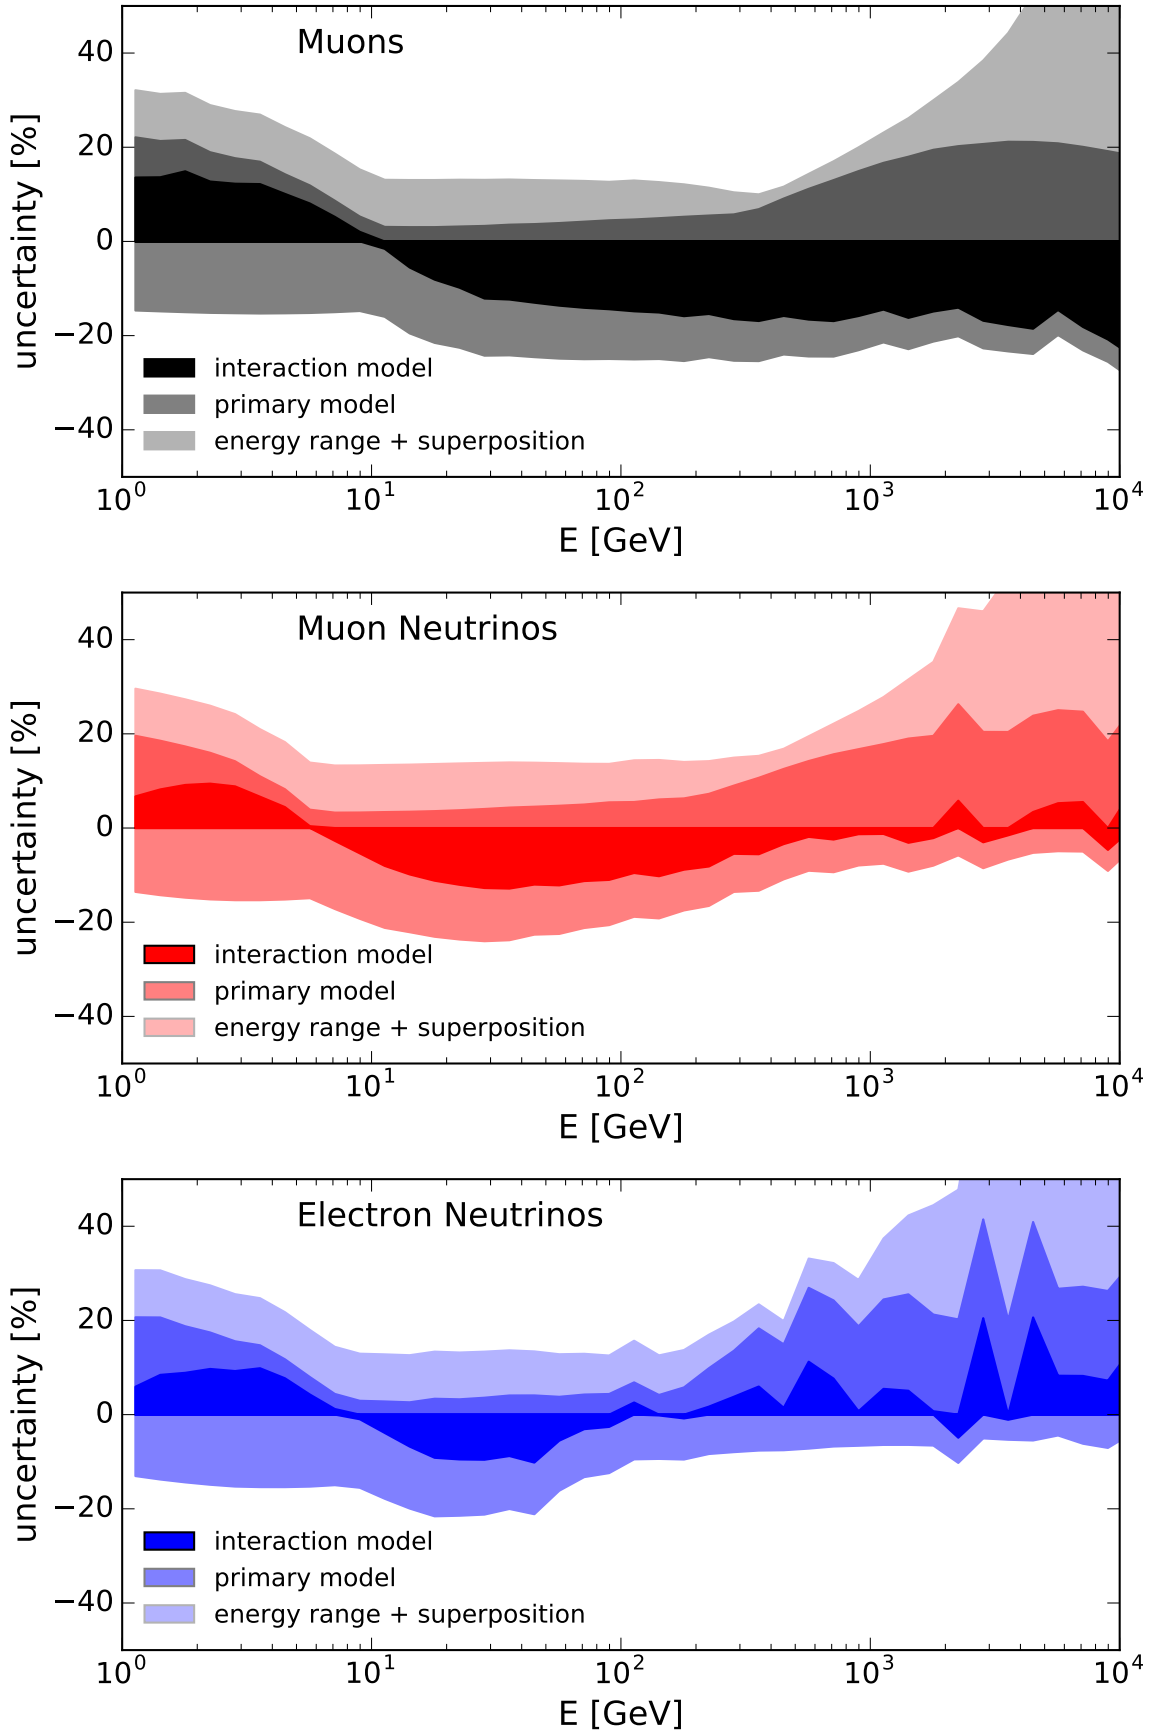 Muons
uncertainty [%]
40
20
0
−20
−40
interaction model
primary model
energy range + superposition
10^0 10^1 10^2 10^3 10^4
E [GeV]
Muon Neutrinos
uncertainty [%]
40
20
0
−20
−40
interaction model
primary model
energy range + superposition
10^0 10^1 10^2 10^3 10^4
E [GeV]
Electron Neutrinos
uncertainty [%]
40
20
0
−20
−40
interaction model
primary model
energy range + superposition
10^0 10^1 10^2 10^3 10^4
E [GeV]